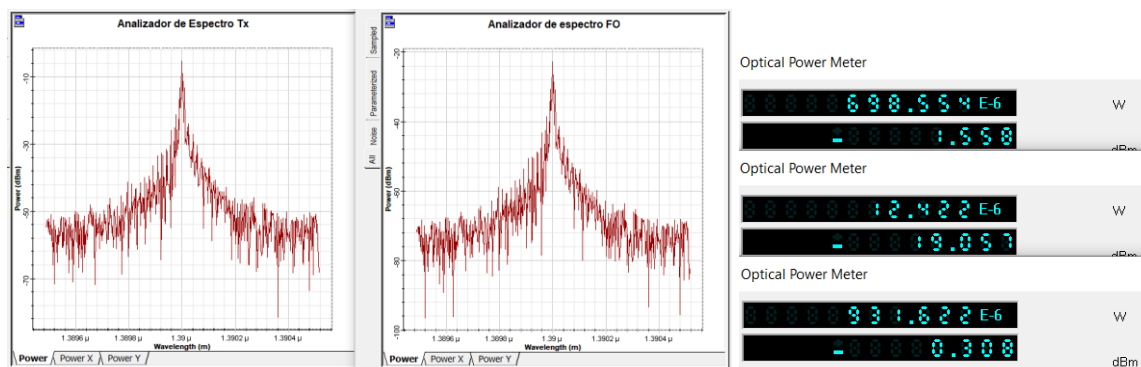 Analizador de Espectro Tx
Power (dBm)
-10
-30
-50
-70
1.3896 µ 1.3898 µ 1.39 µ 1.3902 µ 1.3904 µ
Wavelength (m)
Power Power X Power Y
Analizador de espectro FO
Sampled
Parameterized
Noise
All
Power (dBm)
-20
-40
-60
-80
-100
1.3896 µ 1.3898 µ 1.39 µ 1.3902 µ 1.3904 µ
Wavelength (m)
Power Power X Power Y
Optical Power Meter
698.554 E-6 W
- 1.558 dBm
Optical Power Meter
12.422 E-6 W
- 19.057 dBm
Optical Power Meter
931.622 E-6 W
- 0.308 dBm